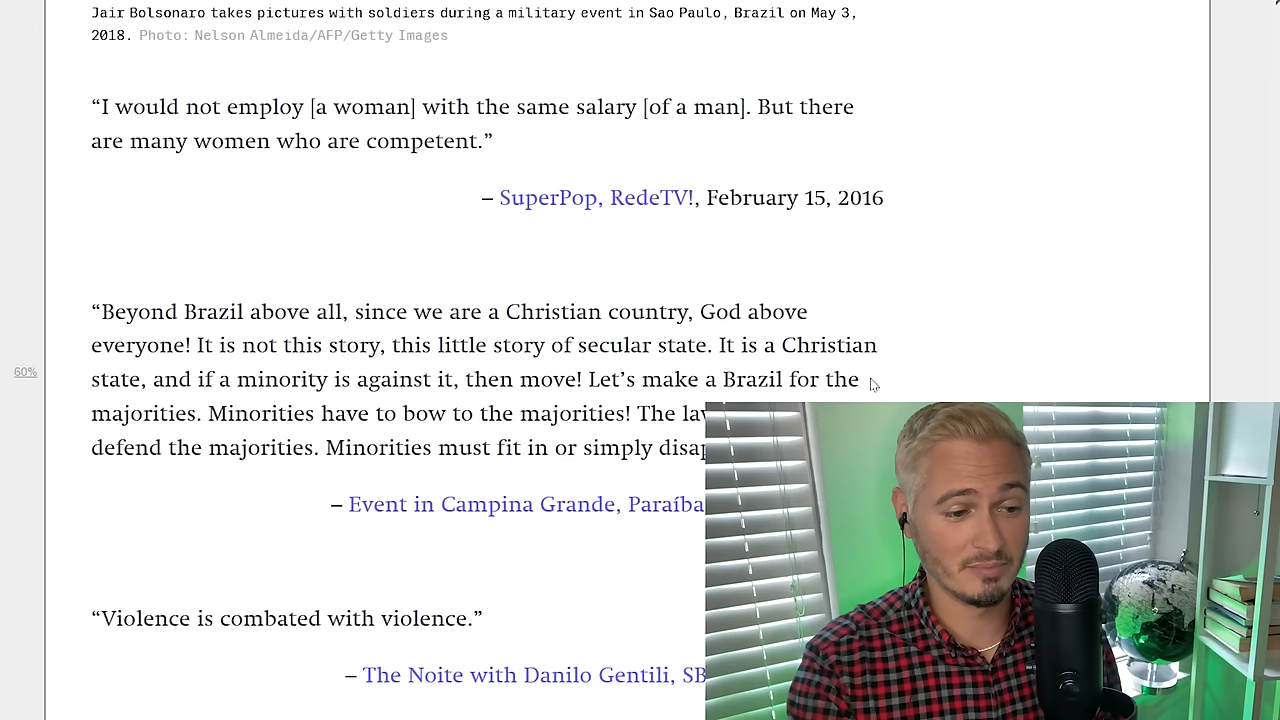 Jair Bolsonaro takes pictures with soldiers during a military event in Sao Paulo, Brazil on May 3,
2018. Photo: Nelson Almeida/AFP/Getty Images
“I would not employ [a woman] with the same salary [of a man]. But there
are many women who are competent.”
– SuperPop, RedeTV!, February 15, 2016
“Beyond Brazil above all, since we are a Christian country, God above
everyone! It is not this story, this little story of secular state. It is a Christian
60%
state, and if a minority is against it, then move! Let’s make a Brazil for the
majorities. Minorities have to bow to the majorities! The
defend the majorities. Minorities must fit in or simply
– Event in Campina Grande, Paraíba
“Violence is combated with violence.”
– The Noite with Danilo Gentili,